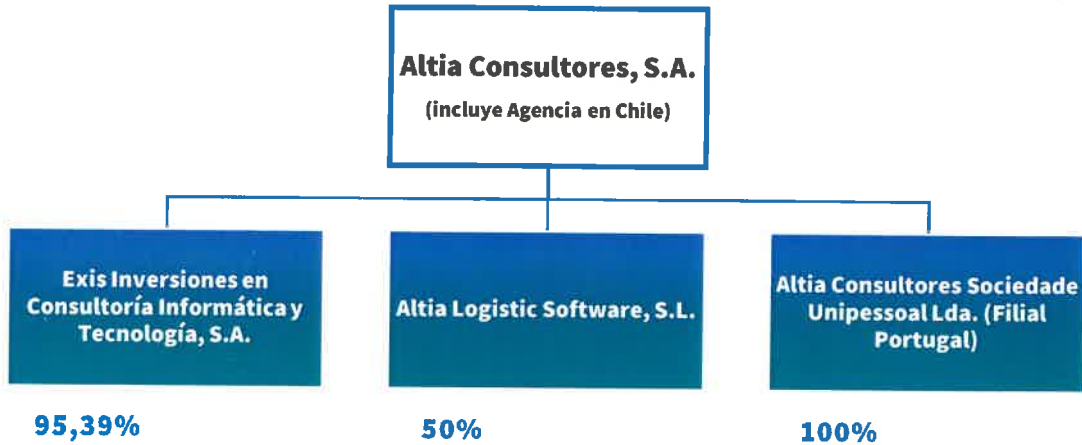 Altia Consultores, S.A.
(incluye Agencia en Chile)
Exis Inversiones en
Consultoría Informática y
Tecnología, S.A.
Altia Logistic Software, S.L.
Altia Consultores Sociedade
Unipessoal Lda. (Filial
Portugal)
95,39%
50%
100%